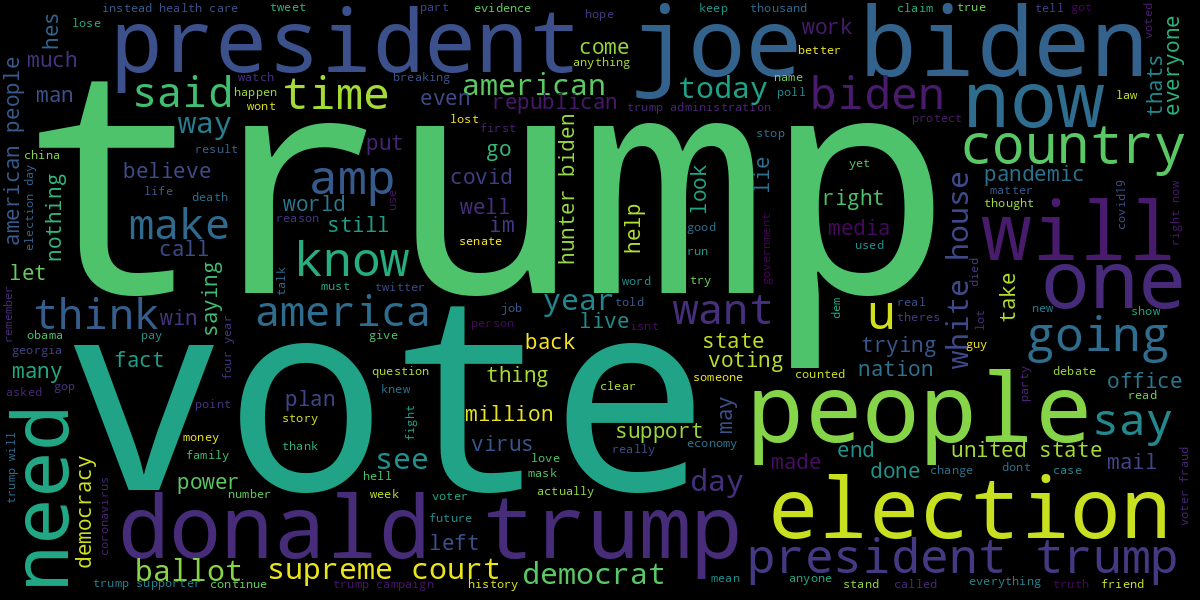 instead health care
tweet
part
evidence
hope
keep
thousand
claim
true
tell
got
lose
hes
president
joe biden
come
work
voted
everyone
thats
much
anything
better
american people
man
watch
happen
wont
said
time
breaking
even
american
republican
today
name
poll
biden
now
law
trump administration
protect
way
lost
first
put
go
hunter biden
stop
lie
country
result
china
believe
amp
covid
look
yet
pandemic
election day
nothing
life
death
world
reason
use
well
im
still
help
right
matter
thought
covid19
right now
trump
make
call
senate
good
media
used
government
white house
will
let
saying
talk
know
must
twitter
run
word
try
died
one
remember
think
win
america
year
job
told
live
isnt
want
dem
u
real
theres
lot
take
new
show
obama
pay
give
person
back
state
voting
trying
guy
going
georgia
four year
fact
many
vote
question
thing
someone
counted
nation
debate
office
asked
gop
knew
clear
party
read
point
plan
story
million
may
people
say
need
money
family
thank
fight
virus
support
really
economy
end
united state
mail
democracy
see
love
mask
made
done
change
dont
case
trump will
power
hell
number
week
voter
actually
day
election
voter fraud
coronavirus
donald trump
future
left
president trump
ballot
supreme court
democrat
trump supporter
continue
trump campaign
history
mean
anyone
stand
called
everything
truth
friend